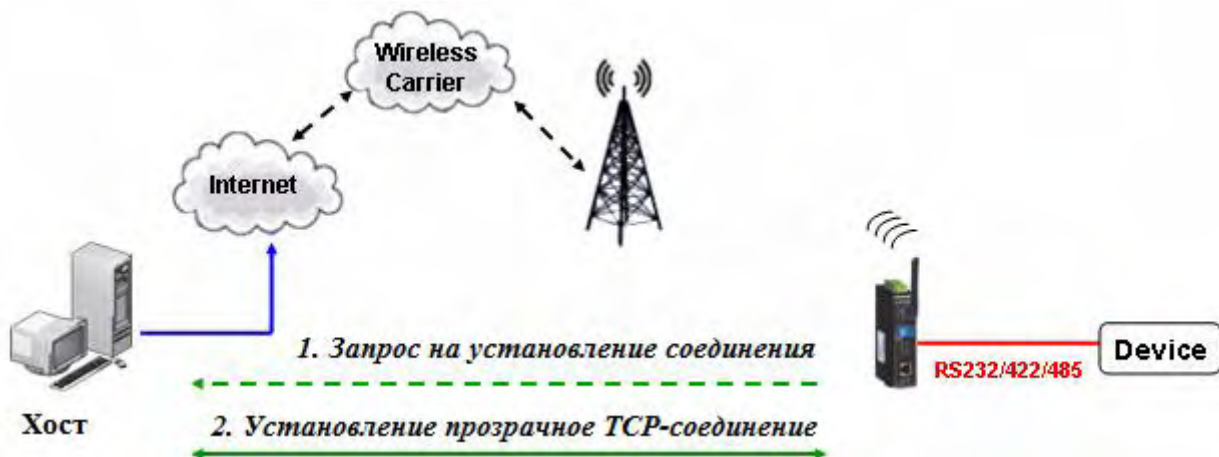 Wireless
Carrier
Internet
1. Запрос на установление соединения
RS232/422/485
Device
Хост
2. Установление прозрачное TCP-соединение